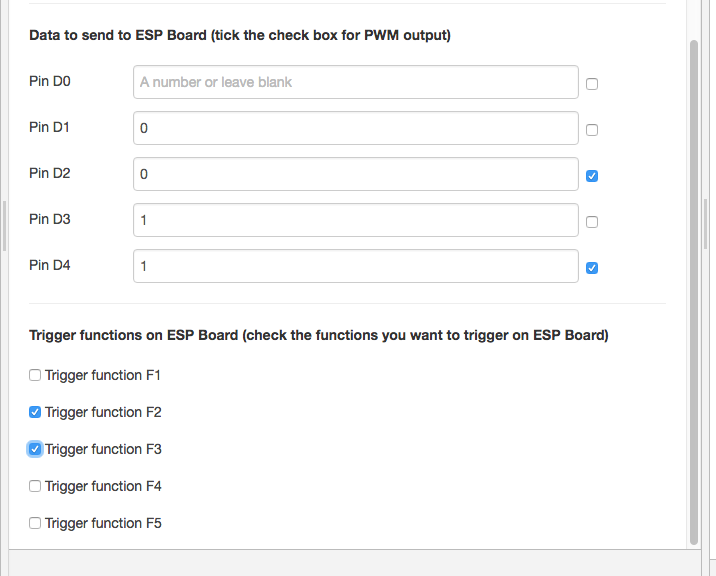 Data to send to ESP Board (tick the check box for PWM output)
Pin D0 A number or leave blank
Pin D1 0
Pin D2 0
Pin D3 1
Pin D4 1
Trigger functions on ESP Board (check the functions you want to trigger on ESP Board)
Trigger function F1
Trigger function F2
Trigger function F3
Trigger function F4
Trigger function F5